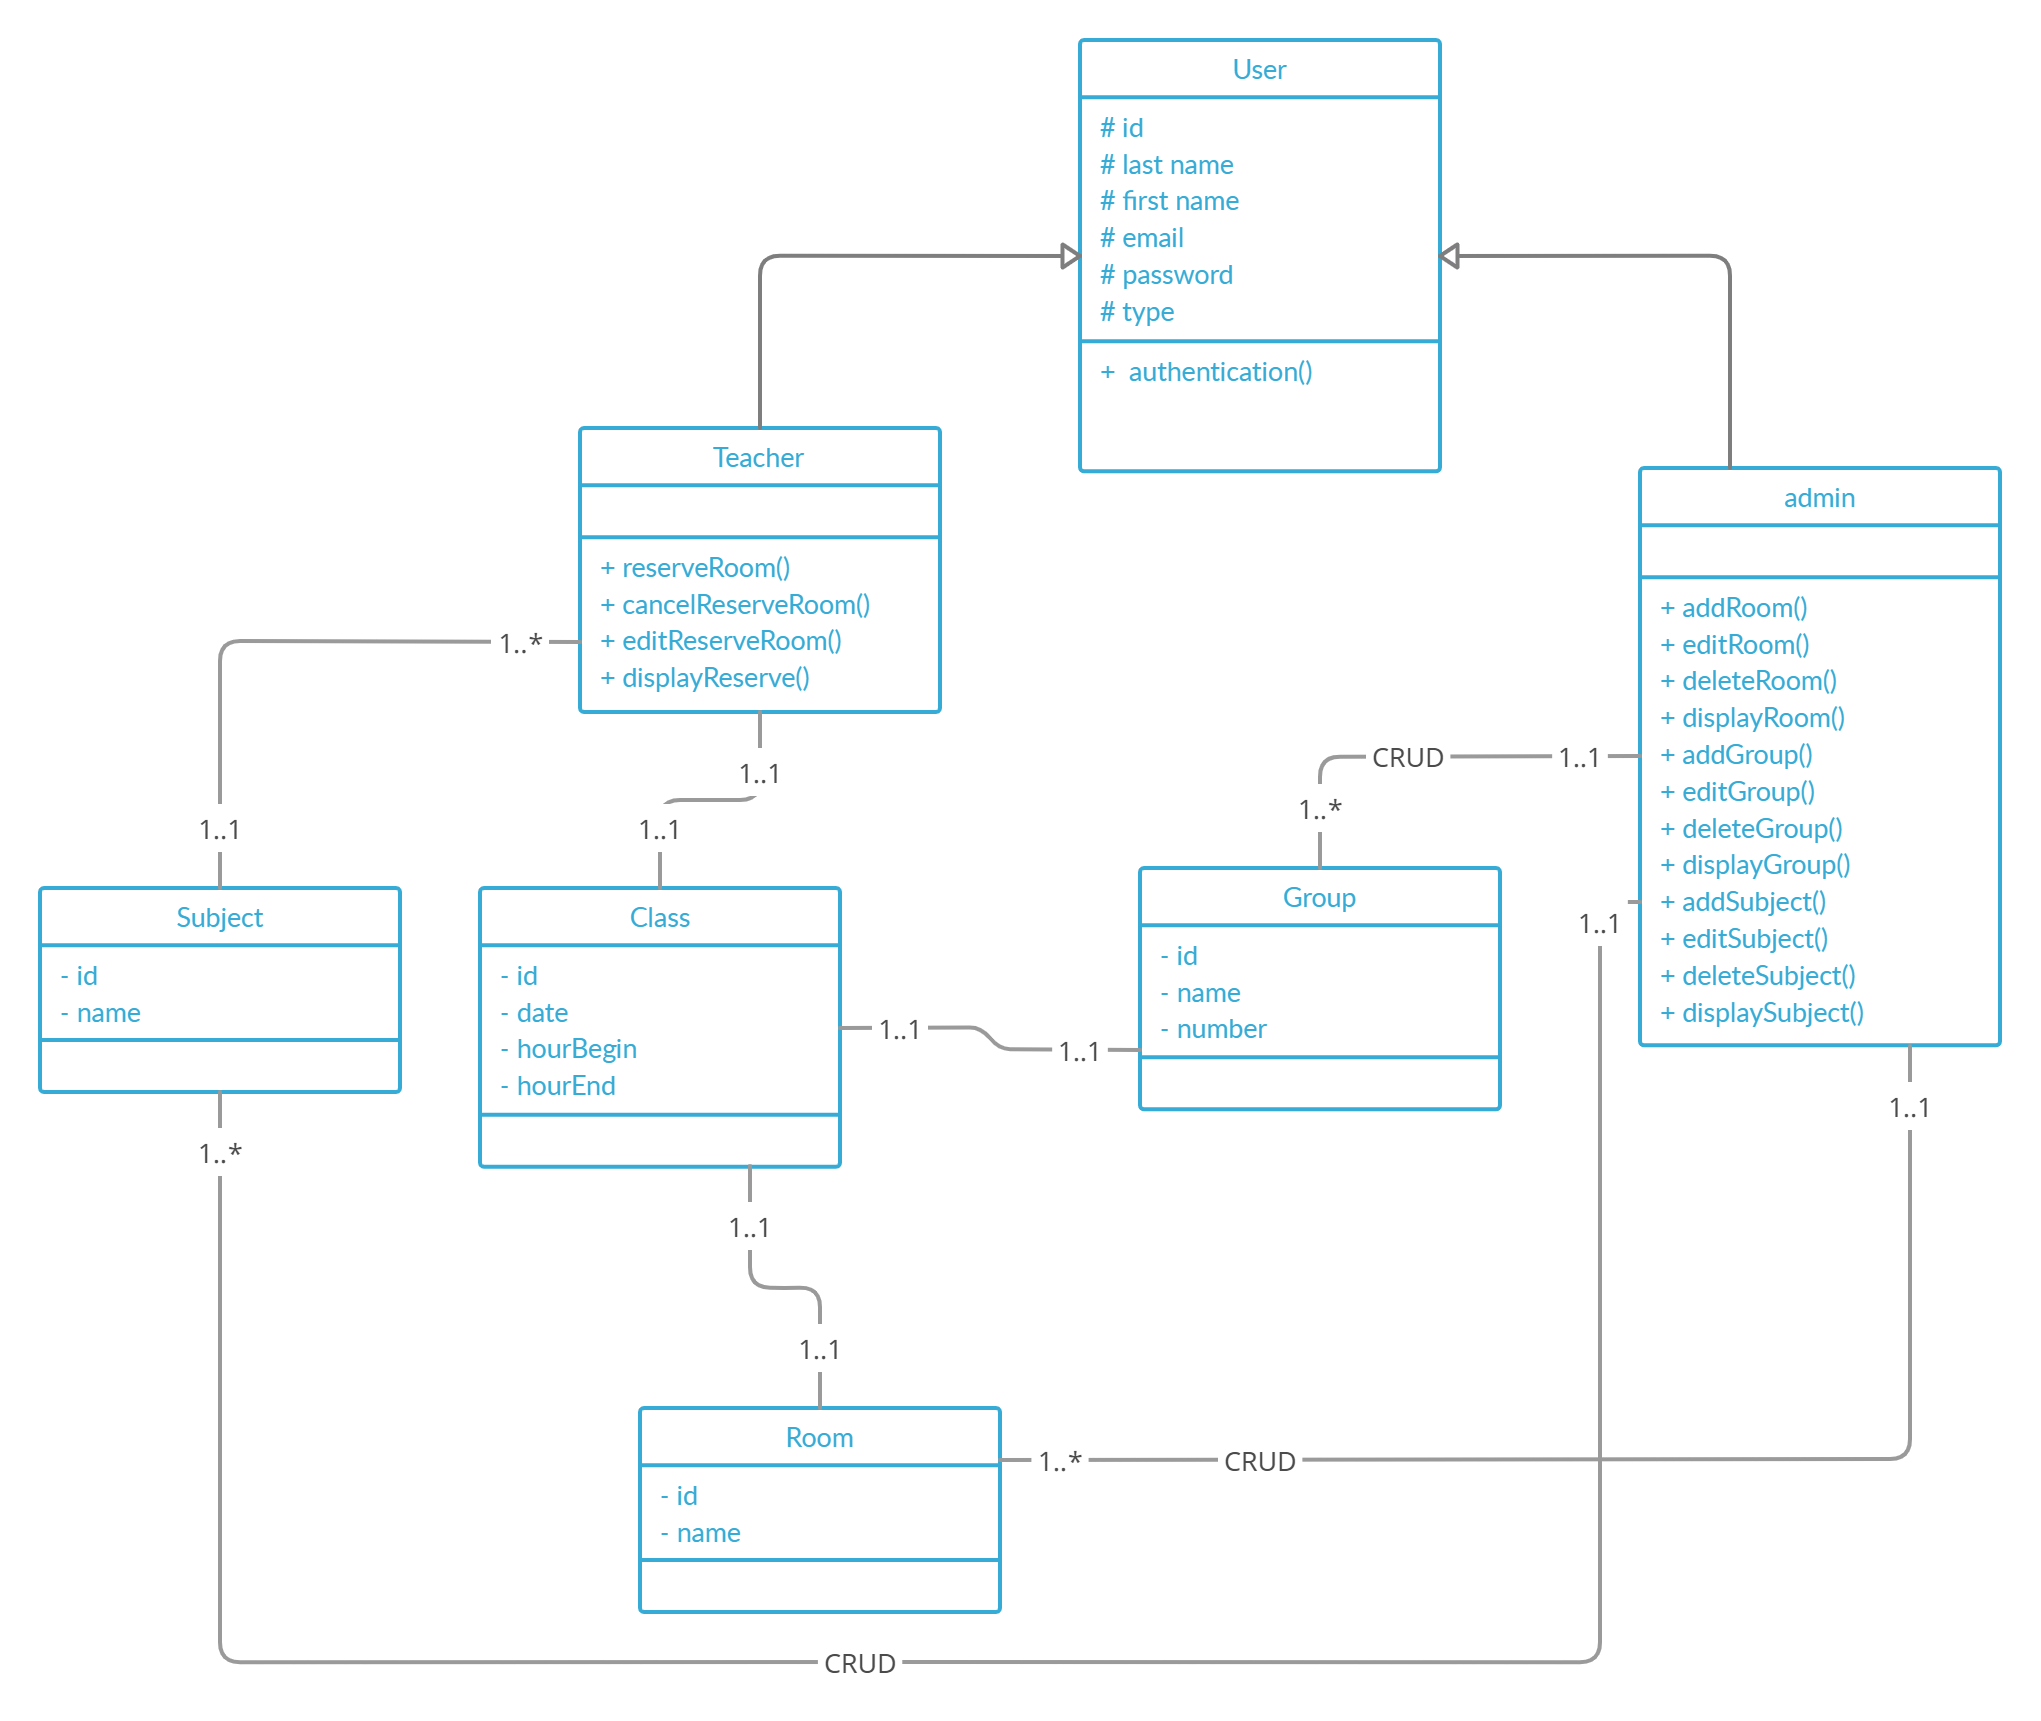 User
# id
# last name
# first name
# email
# password
# type
+  authentication()
Teacher
+ reserveRoom()
+ cancelReserveRoom()
+ editReserveRoom()
+ displayReserve()
admin
+ addRoom()
+ editRoom()
+ deleteRoom()
+ displayRoom()
+ addGroup()
+ editGroup()
+ deleteGroup()
+ displayGroup()
+ addSubject()
+ editSubject()
+ deleteSubject()
+ displaySubject()
1..*
1..1
1..1
1..1
CRUD
1..1
1..*
1..1
Subject
- id
- name
Class
- id
- date
- hourBegin
- hourEnd
Group
- id
- name
- number
1..1
1..1
1..1
1..*
1..1
1..1
Room
- id
- name
1..*
CRUD
CRUD